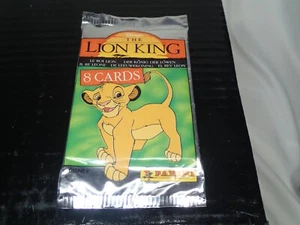 THE
LION KING
LE ROI LION DER KÖNIG DER LÖWEN
IL RE LEONE DE LEEUWEKONING EL REY LEON
8 CARDS
PANINI